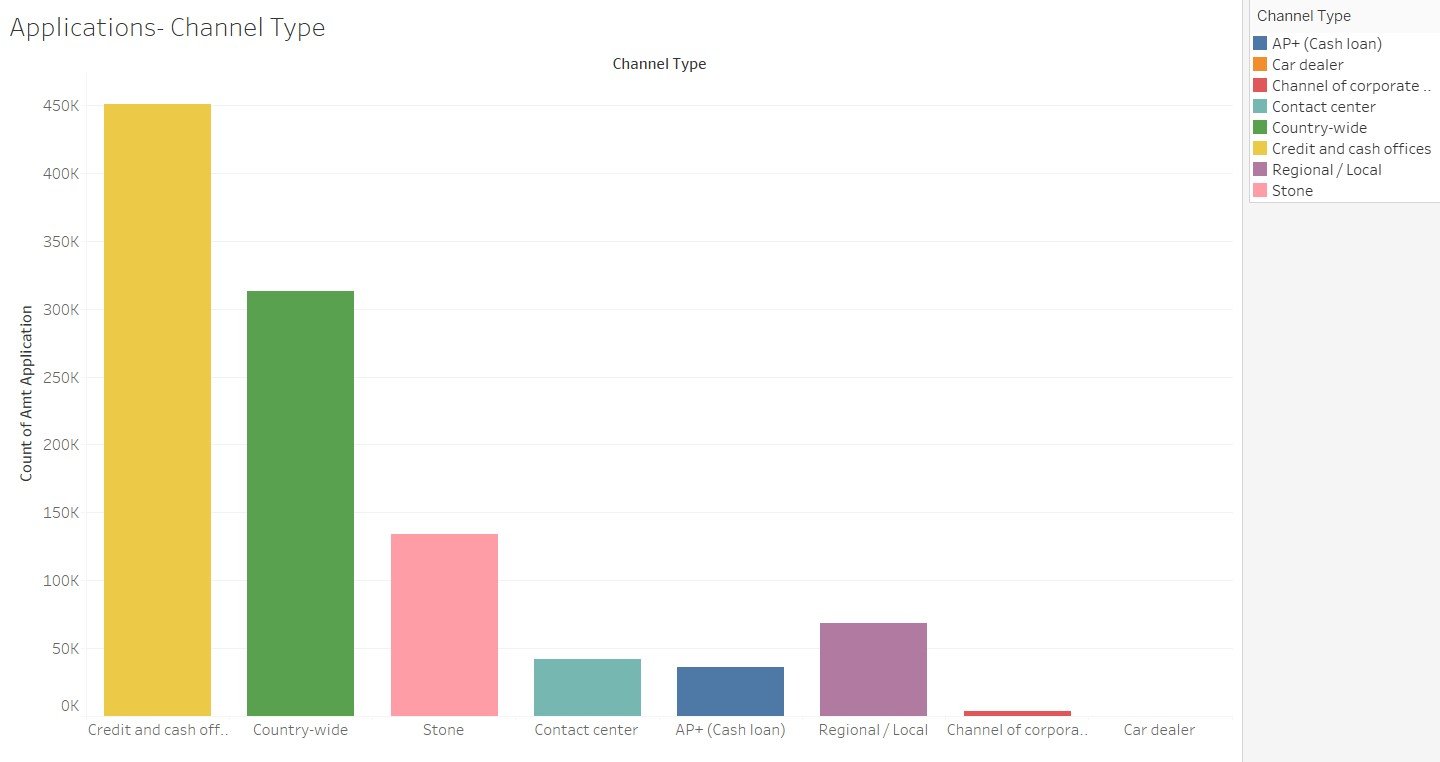 Applications- Channel Type
Channel Type
Count of Amt Application
450K
400K
350K
300K
250K
200K
150K
100K
50K
0K
Credit and cash off..
Country-wide
Stone
Contact center
AP+ (Cash loan)
Regional / Local
Channel of corpora..
Car dealer
Channel Type
AP+ (Cash loan)
Car dealer
Channel of corporate ..
Contact center
Country-wide
Credit and cash offices
Regional / Local
Stone